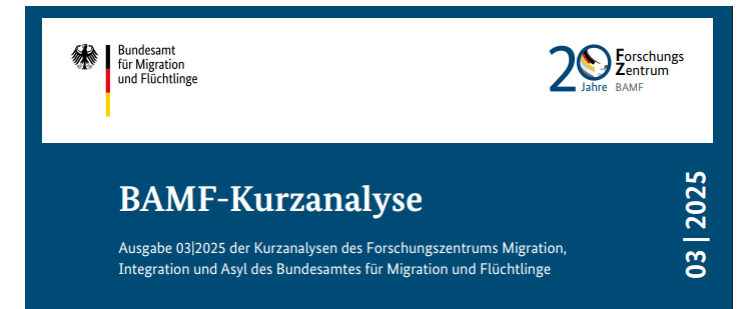 Bundesamt
für Migration
und Flüchtlinge
20 Jahre
Forschungs
Zentrum
BAMF
BAMF-Kurzanalyse
Ausgabe 03|2025 der Kurzanalysen des Forschungszentrums Migration,
Integration und Asyl des Bundesamtes für Migration und Flüchtlinge
03 | 2025